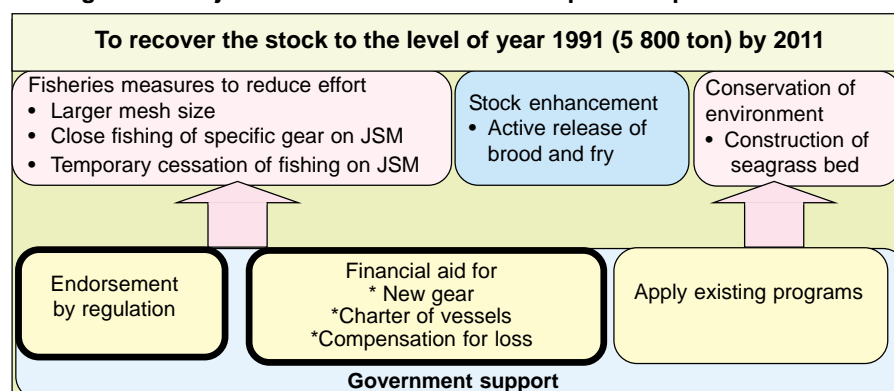 To recover the stock to the level of year 1991 (5 800 ton) by 2011
Fisheries measures to reduce effort
• Larger mesh size
• Close fishing of specific gear on JSM
• Temporary cessation of fishing on JSM
Stock enhancement
• Active release of
brood and fry
Conservation of
environment
• Construction of
seagrass bed
Endorsement
by regulation
Financial aid for
* New gear
*Charter of vessels
*Compensation for loss
Apply existing programs
Government support